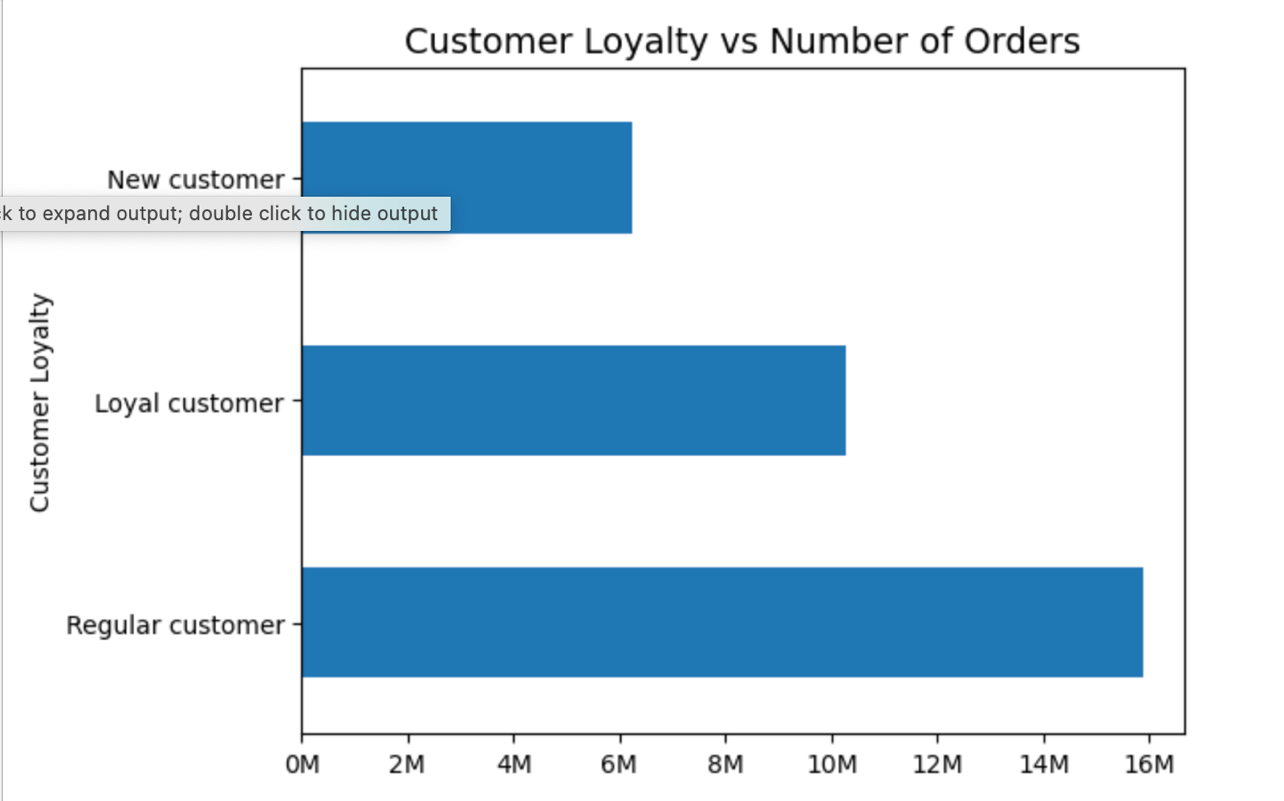 Customer Loyalty vs Number of Orders
New customer
to expand output; double click to hide output
Customer Loyalty
Loyal customer
Regular customer
0M 2M 4M 6M 8M 10M 12M 14M 16M